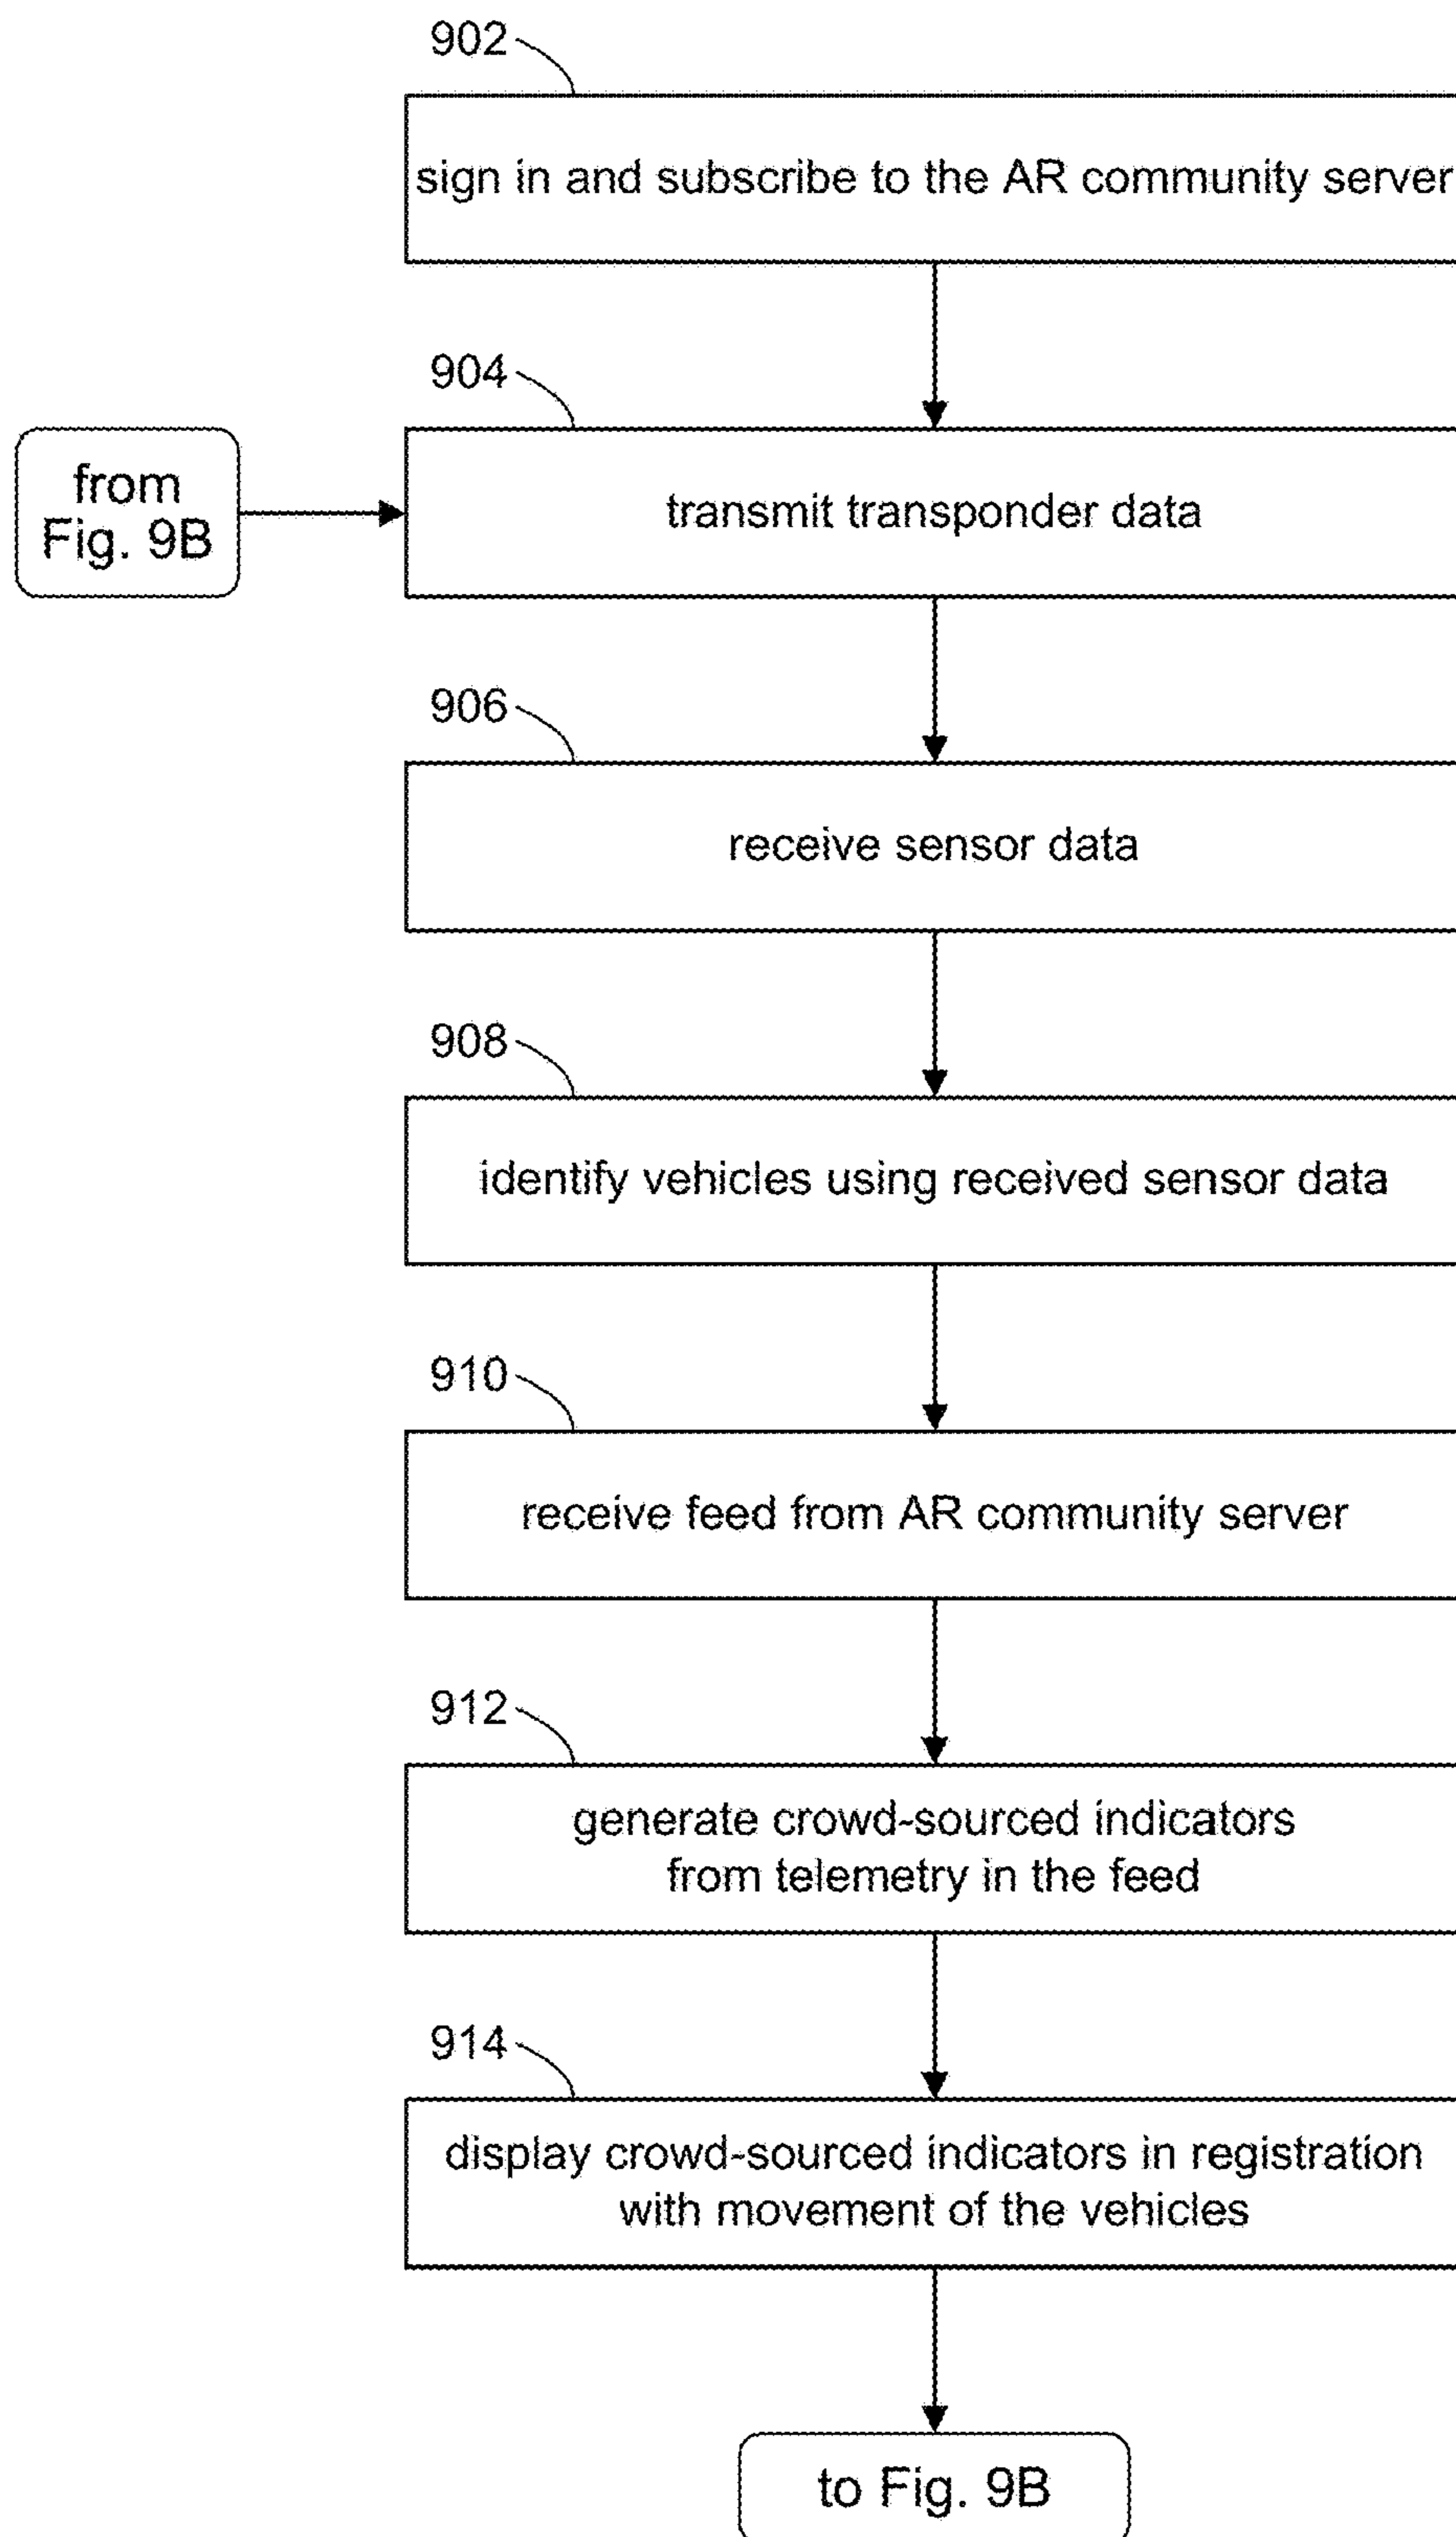 902
sign in and subscribe to the AR community server
904
from
Fig. 9B
transmit transponder data
906
receive sensor data
908
identify vehicles using received sensor data
910
receive feed from AR community server
912
generate crowd-sourced indicators
from telemetry in the feed
914
display crowd-sourced indicators in registration
with movement of the vehicles
to Fig. 9B